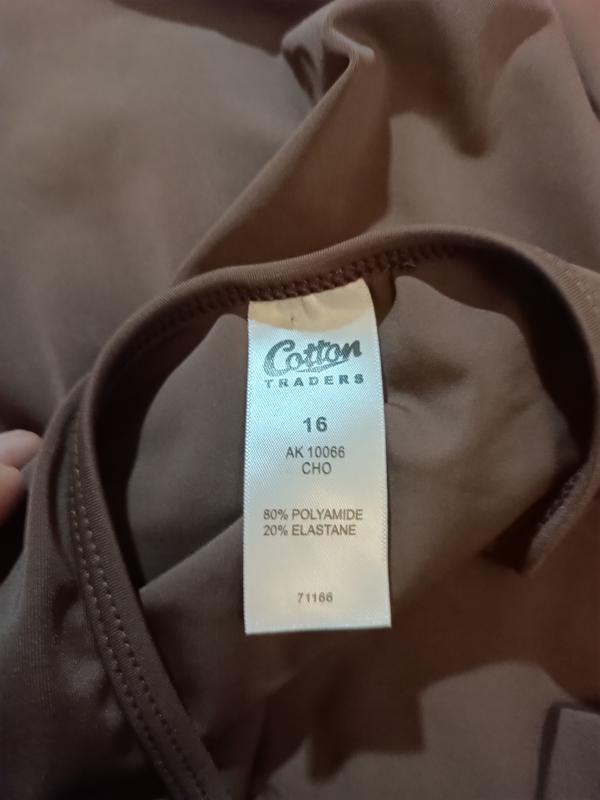 Cotton
TRADERS
16
AK 10066
CHO
80% POLYAMIDE
20% ELASTANE
71166